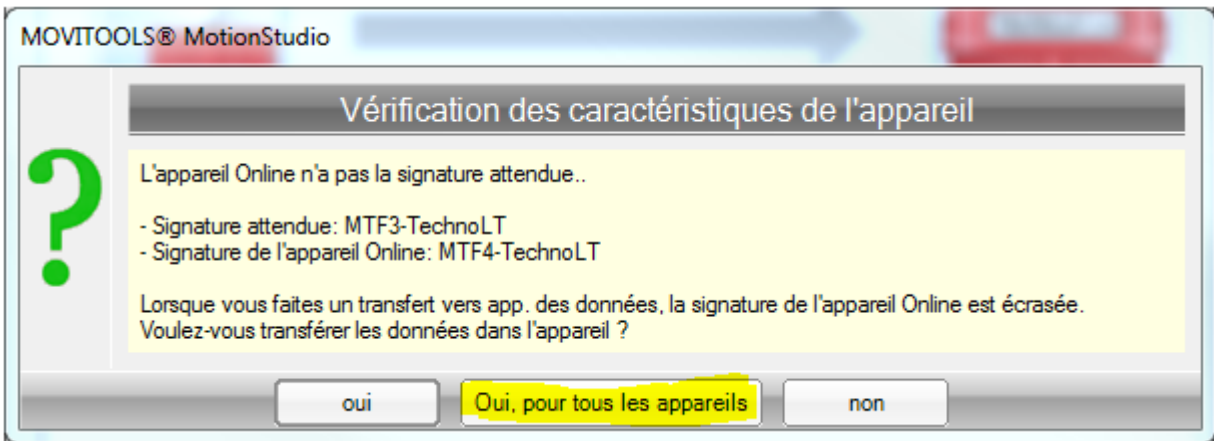 MOVITOOLS® MotionStudio
Vérification des caractéristiques de l'appareil
L'appareil Online n'a pas la signature attendue..
- Signature attendue: MTF3-TechnoLT
- Signature de l'appareil Online: MTF4-TechnoLT
Lorsque vous faites un transfert vers app. des données, la signature de l'appareil Online est écrasée.
Voulez-vous transférer les données dans l'appareil ?
oui
Oui, pour tous les appareils
non